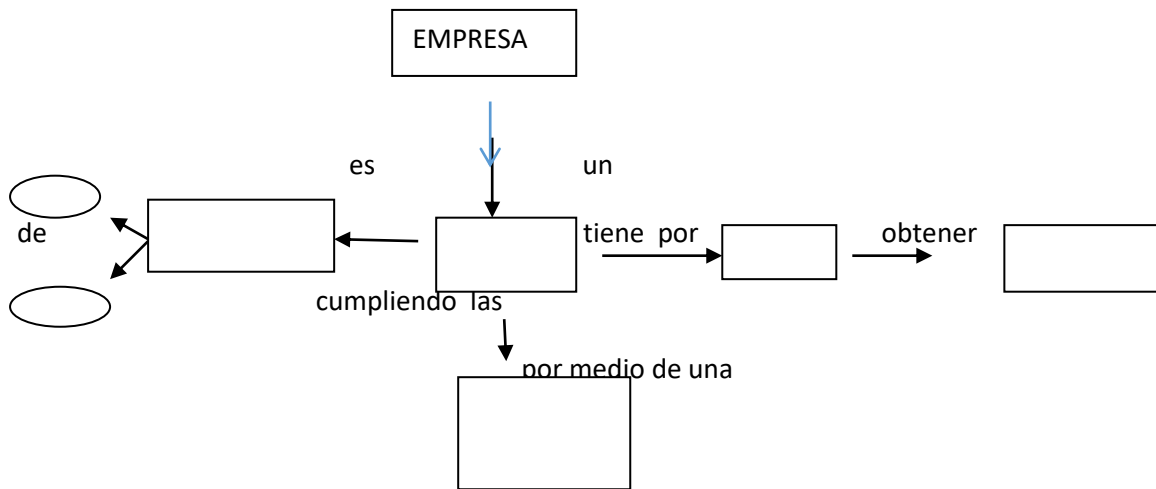 EMPRESA
es un
de tiene por obtener
cumpliendo las
por medio de una